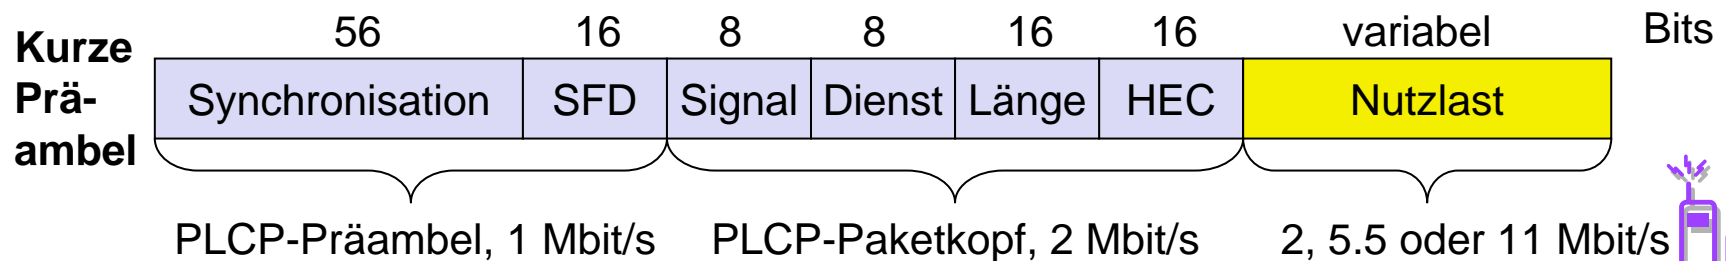 Kurze
Prä-
ambel
56 16 8 8 16 16 variabel Bits
Synchronisation SFD Signal Dienst Länge HEC Nutzlast
PLCP-Präambel, 1 Mbit/s PLCP-Paketkopf, 2 Mbit/s 2, 5.5 oder 11 Mbit/s